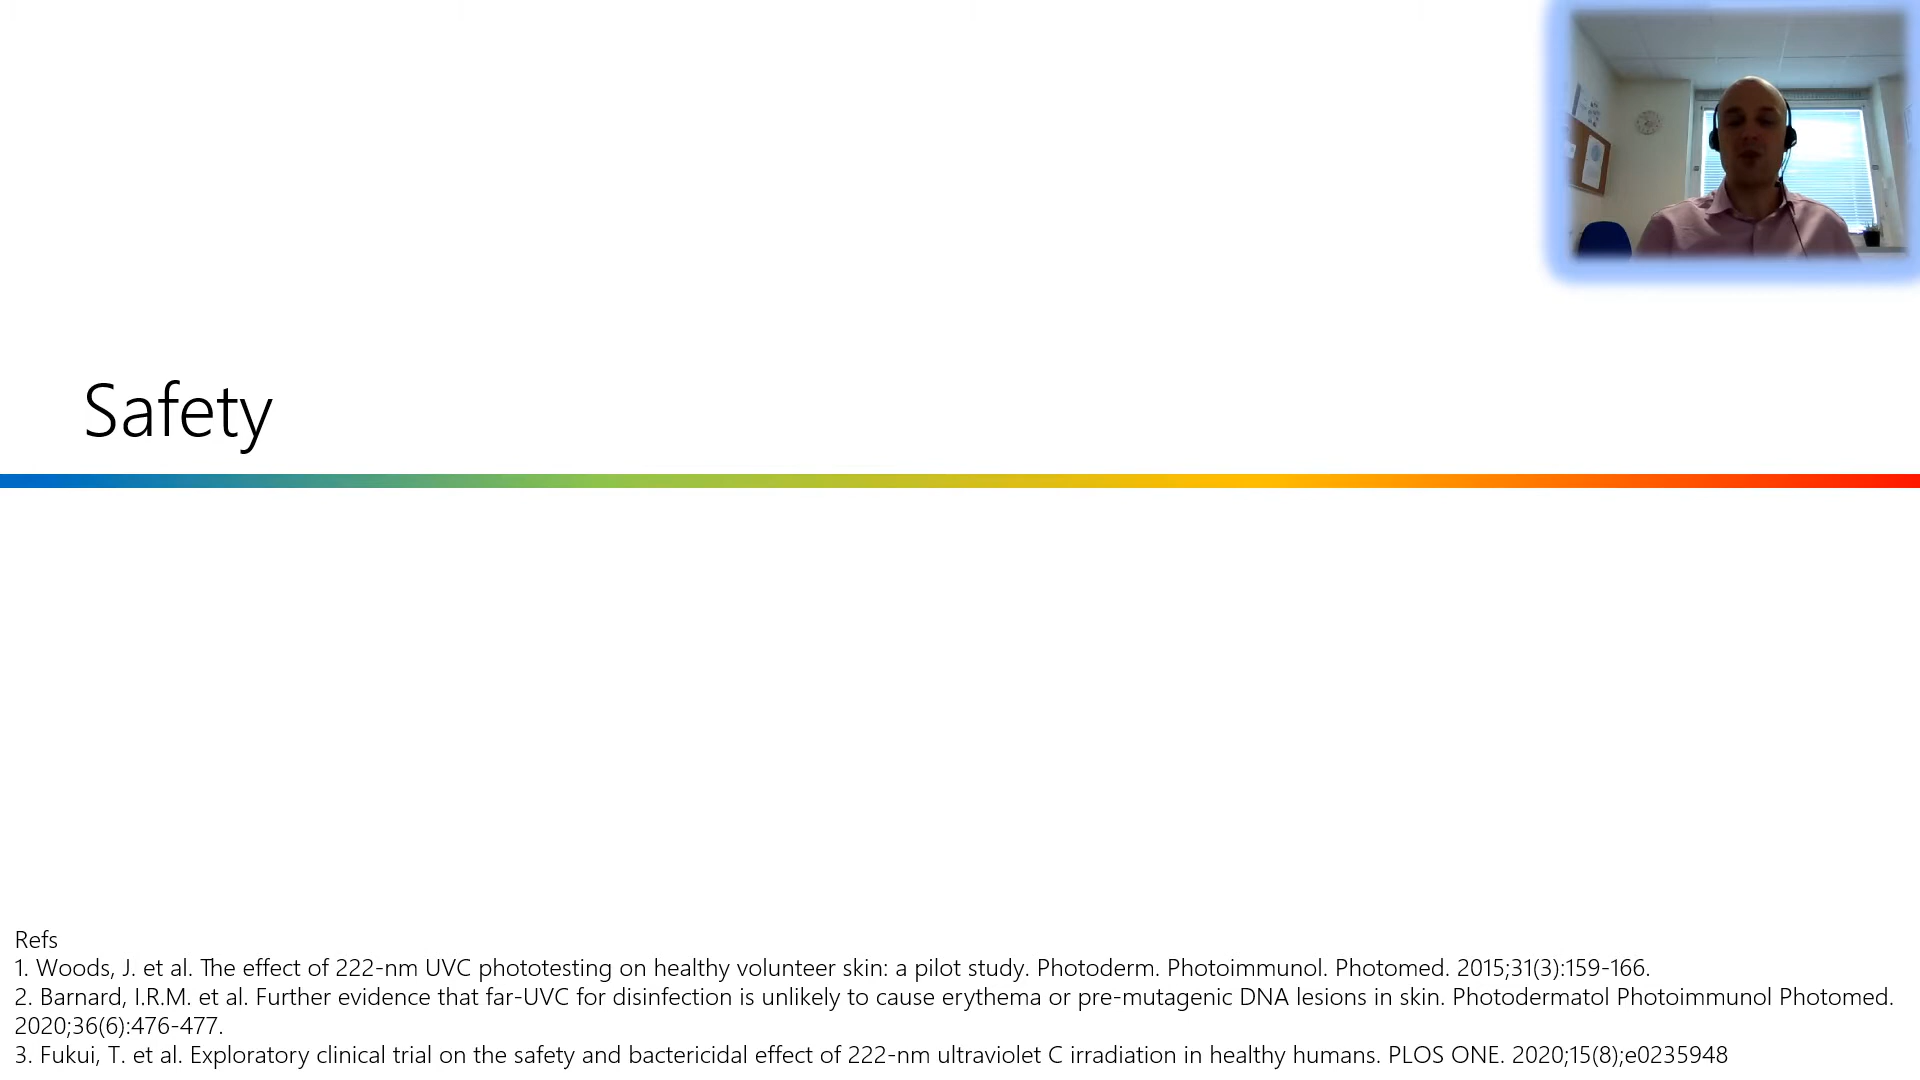 Safety
Refs
1. Woods, J. et al. The effect of 222-nm UVC phototesting on healthy volunteer skin: a pilot study. Photoderm. Photoimmunol. Photomed. 2015;31(3):159-166.
2. Barnard, I.R.M. et al. Further evidence that far-UVC for disinfection is unlikely to cause erythema or pre-mutagenic DNA lesions in skin. Photodermatol Photoimmunol Photomed.
2020;36(6):476-477.
3. Fukui, T. et al. Exploratory clinical trial on the safety and bactericidal effect of 222-nm ultraviolet C irradiation in healthy humans. PLOS ONE. 2020;15(8);e0235948